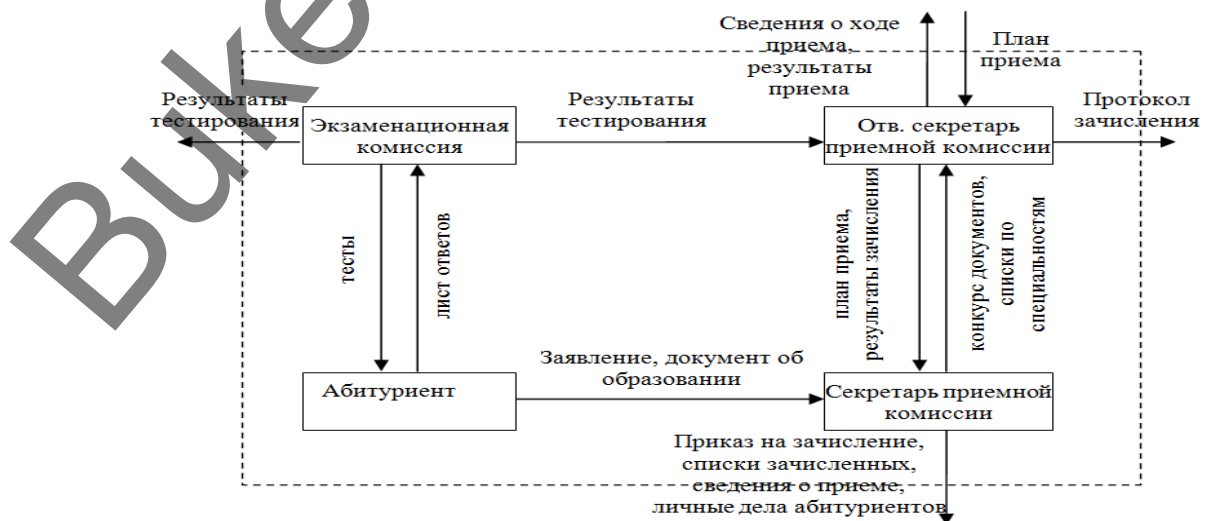 Buke
Сведения о ходе
приема,
результаты
приема
План
приема
Результаты
тестирования
Экзаменационная
комиссия
Результаты
тестирования
Отв. секретарь
приемной комиссии
Протокол
зачисления
тесты
лист ответов
план приема,
результаты зачисления
конкурс документов,
списки по
специальностям
Абитуриент
Заявление, документ об
образовании
Секретарь приемной
комиссии
Приказ на зачисление,
списки зачисленных,
сведения о приеме,
личные дела абитуриентов